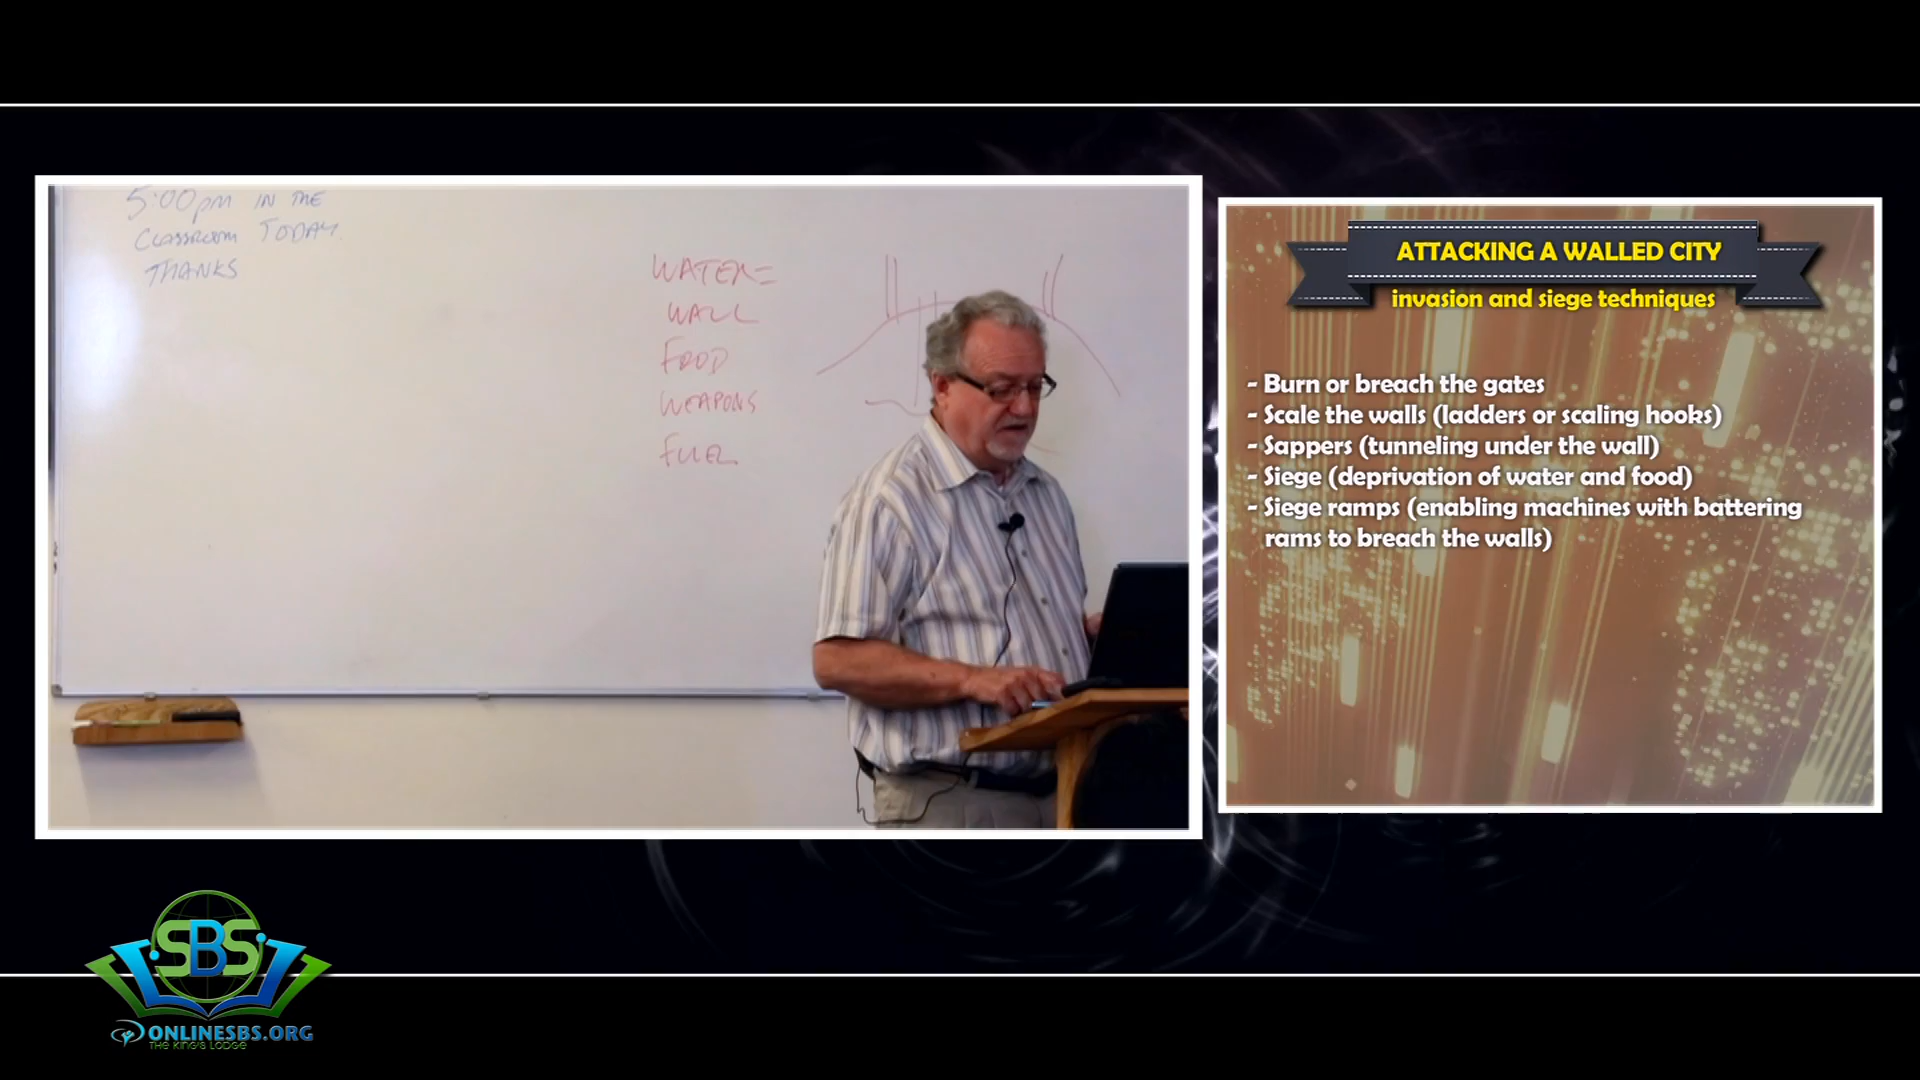 5:00pm IN THE
CLASSROOM TODAY.
THANKS
WATER=
WALL
FOOD
WEAPONS
FUEL
ATTACKING A WALLED CITY
invasion and siege techniques
- Burn or breach the gates
- Scale the walls (ladders or scaling hooks)
- Sappers (tunneling under the wall)
- Siege (deprivation of water and food)
- Siege ramps (enabling machines with battering
rams to breach the walls)
SBS
ONLINESBS.ORG
THE KING'S LODGE